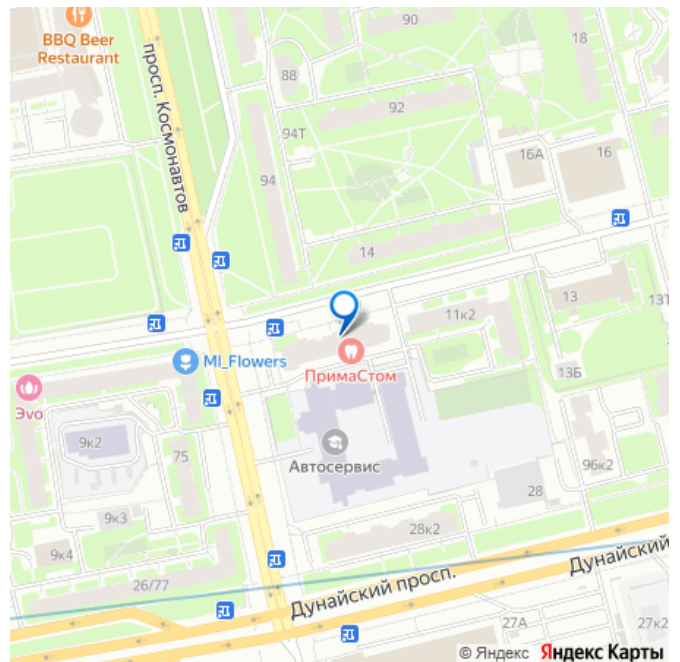 90
18
BBQ Beer
Restaurant
просп. Космонавтов
88
92
94Т
16А
16
94
14
13
13Т
11к2
MI_Flowers
ПримаСтом
13Б
Эvo
9к2
75
Автосервис
96к2
28
9к3
28к2
9к4
26/77
Дунайский просп.
Дунайский
27А
27к2
© Яндекс Яндекс Карты